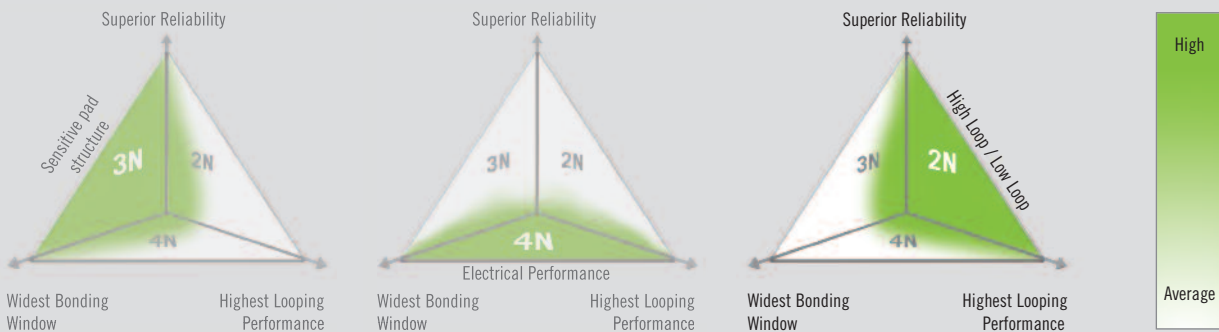 Superior Reliability
Sensitive pad
structure
3N
2N
4N
Widest Bonding
Window
Highest Looping
Performance
Superior Reliability
3N
2N
4N
Electrical Performance
Widest Bonding
Window
Highest Looping
Performance
Superior Reliability
High Loop / Low Loop
3N
2N
4N
Widest Bonding
Window
Highest Looping
Performance
High
Average